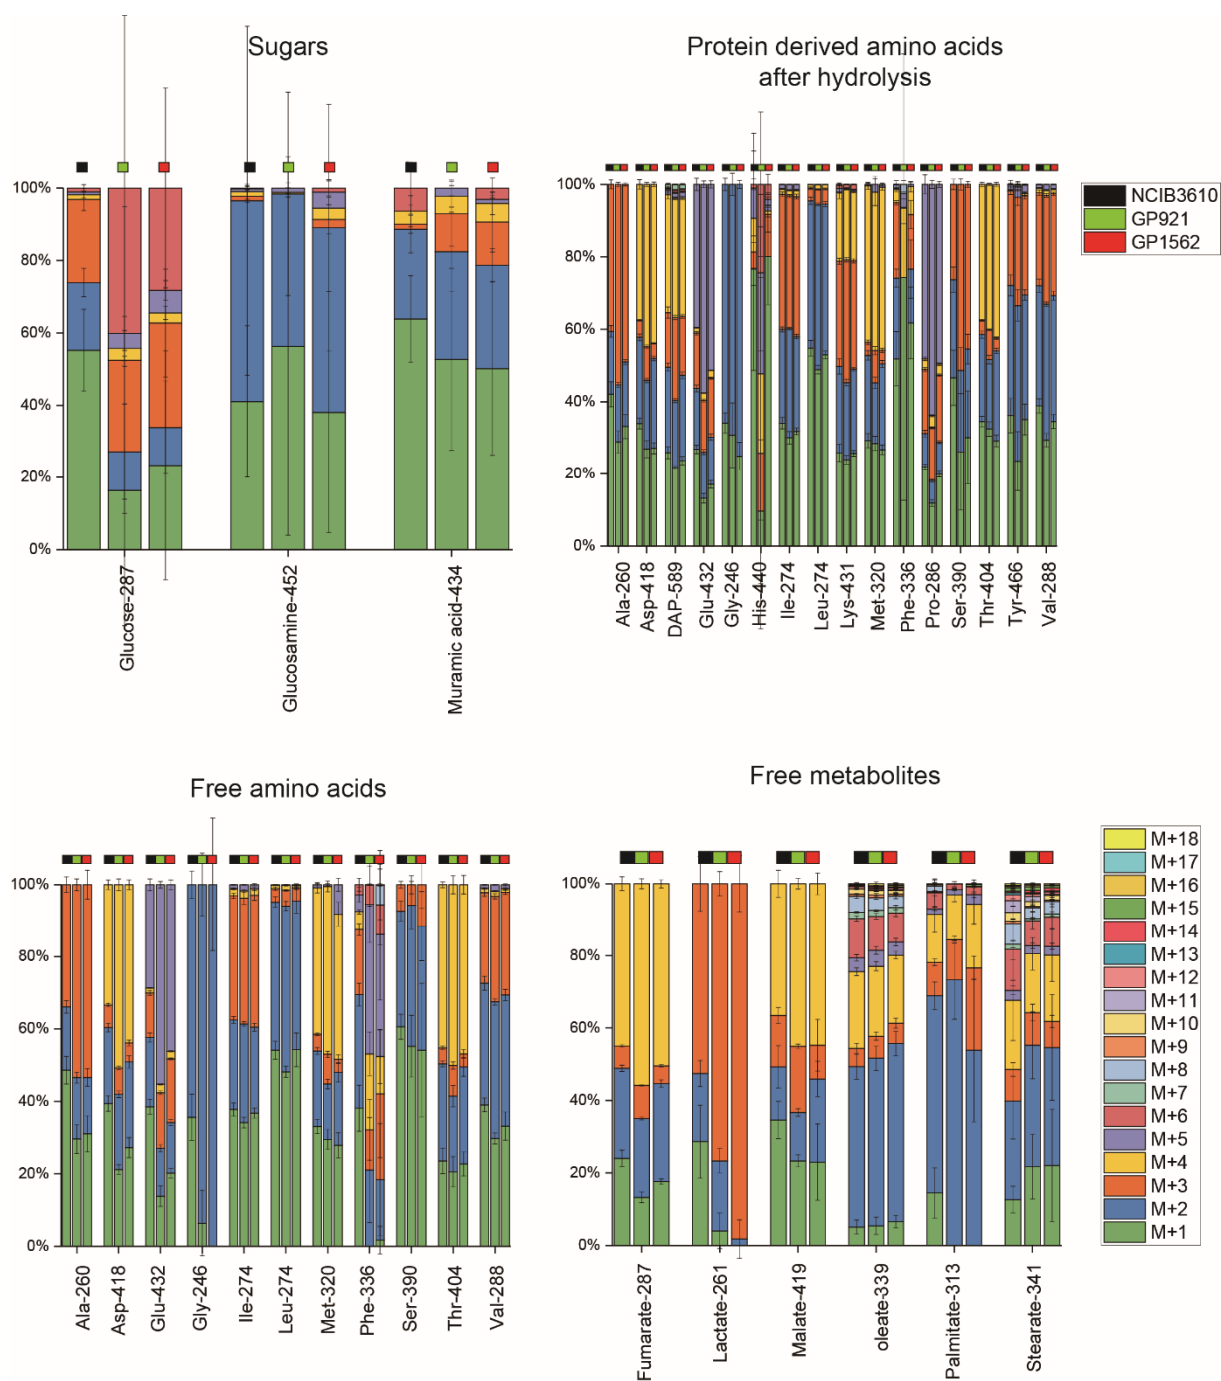 Sugars
100%
80%
60%
40%
20%
0%
Glucose-287
Glucosamine-452
Muramic acid-434
Protein derived amino acids
after hydrolysis
100%
80%
60%
40%
20%
0%
Ala-260
Asp-418
DAP-589
Glu-432
Gly-246
His-440
Ile-274
Leu-274
Lys-431
Met-320
Phe-336
Pro-286
Ser-390
Thr-404
Tyr-466
Val-288
NCIB3610
GP921
GP1562
Free amino acids
100%
80%
60%
40%
20%
0%
Ala-260
Asp-418
Glu-432
Gly-246
Ile-274
Leu-274
Met-320
Phe-336
Ser-390
Thr-404
Val-288
Free metabolites
100%
80%
60%
40%
20%
0%
Fumarate-287
Lactate-261
Malate-419
oleate-339
Palmitate-313
Stearate-341
M+18
M+17
M+16
M+15
M+14
M+13
M+12
M+11
M+10
M+9
M+8
M+7
M+6
M+5
M+4
M+3
M+2
M+1